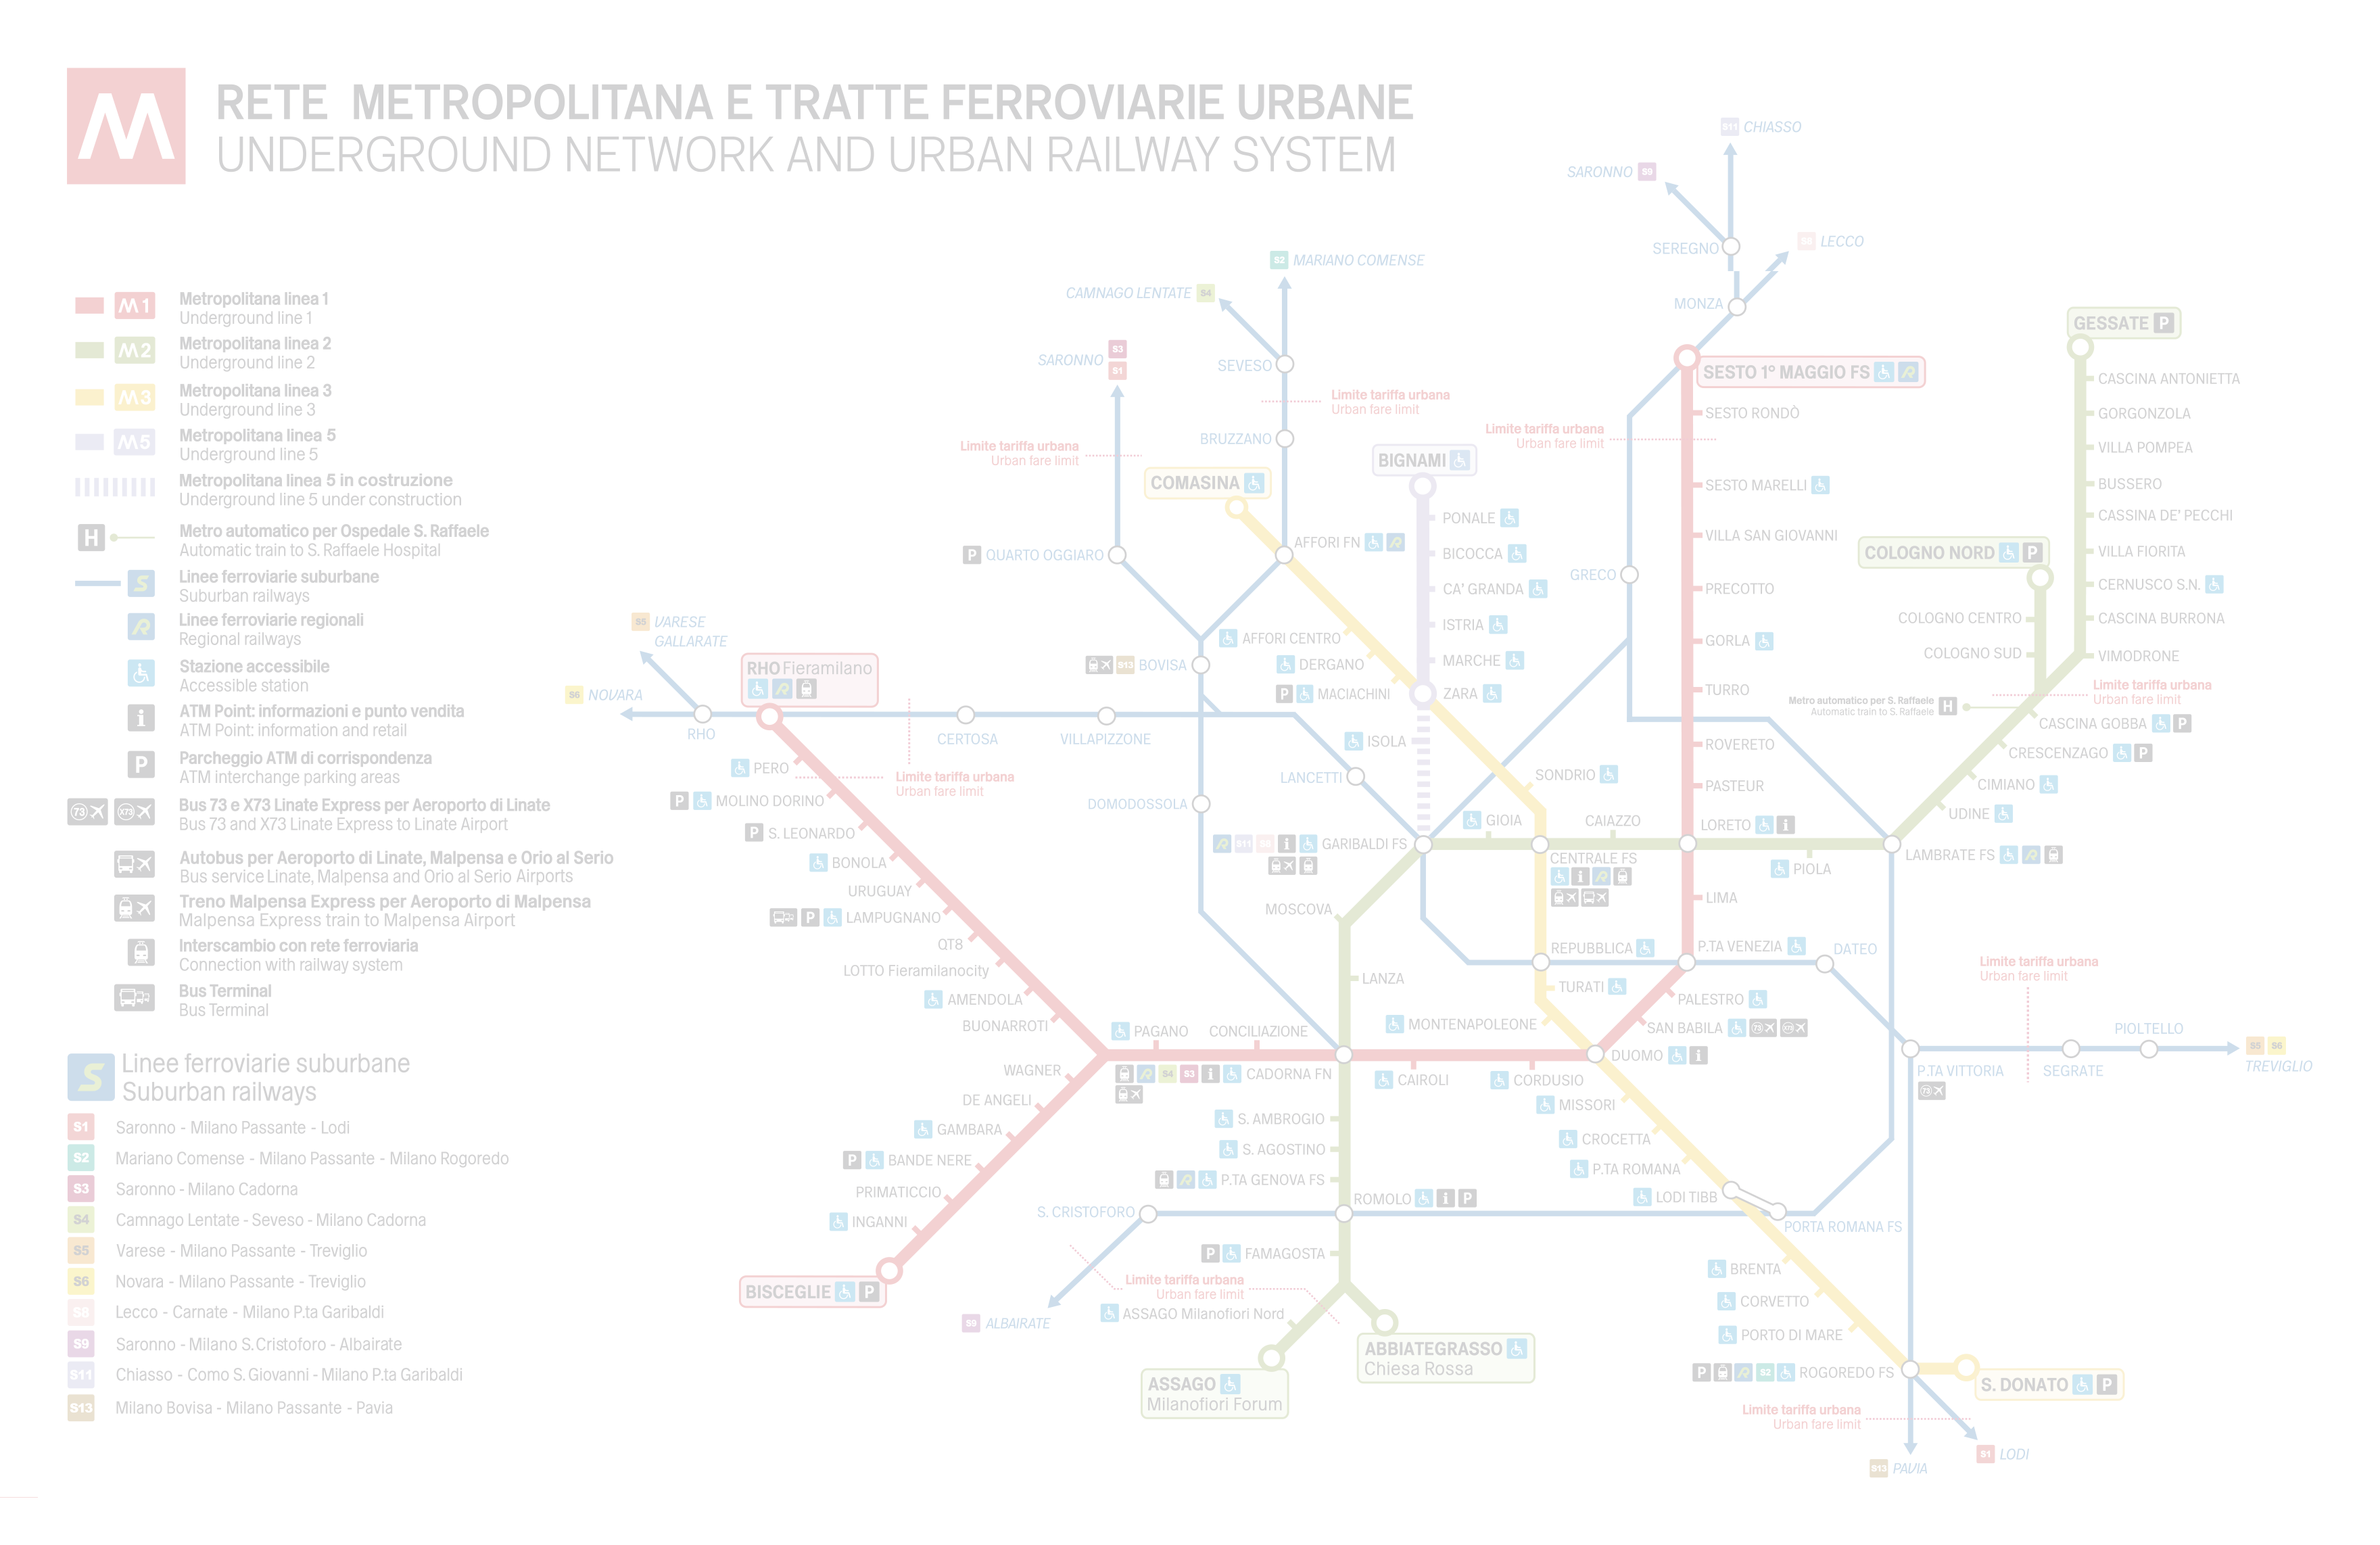 M
RETE METROPOLITANA E TRATTE FERROVIARIE URBANE
UNDERGROUND NETWORK AND URBAN RAILWAY SYSTEM
M1
Metropolitana linea 1
Underground line 1
M2
Metropolitana linea 2
Underground line 2
M3
Metropolitana linea 3
Underground line 3
M5
Metropolitana linea 5
Underground line 5
Metropolitana linea 5 in costruzione
Underground line 5 under construction
H
Metro automatico per Ospedale S. Raffaele
Automatic train to S. Raffaele Hospital
S
Linee ferroviarie suburbane
Suburban railways
R
Linee ferroviarie regionali
Regional railways
Stazione accessibile
Accessible station
i
ATM Point: informazioni e punto vendita
ATM Point: information and retail
P
Parcheggio ATM di corrispondenza
ATM interchange parking areas
73 X73
Bus 73 e X73 Linate Express per Aeroporto di Linate
Bus 73 and X73 Linate Express to Linate Airport
Autobus per Aeroporto di Linate, Malpensa e Orio al Serio
Bus service Linate, Malpensa and Orio al Serio Airports
Treno Malpensa Express per Aeroporto di Malpensa
Malpensa Express train to Malpensa Airport
Interscambio con rete ferroviaria
Connection with railway system
Bus Terminal
Bus Terminal
S
Linee ferroviarie suburbane
Suburban railways
S1 Saronno - Milano Passante - Lodi
S2 Mariano Comense - Milano Passante - Milano Rogoredo
S3 Saronno - Milano Cadorna
S4 Camnago Lentate - Seveso - Milano Cadorna
S5 Varese - Milano Passante - Treviglio
S6 Novara - Milano Passante - Treviglio
S8 Lecco - Carnate - Milano P.ta Garibaldi
S9 Saronno - Milano S.Cristoforo - Albairate
S11 Chiasso - Como S. Giovanni - Milano P.ta Garibaldi
S13 Milano Bovisa - Milano Passante - Pavia
S11 CHIASSO
SARONNO S9
SEREGNO
S8 LECCO
MONZA
S2 MARIANO COMENSE
CAMNAGO LENTATE S4
S3
SARONNO
S1
SEVESO
Limite tariffa urbana
Urban fare limit
BRUZZANO
Limite tariffa urbana
Urban fare limit
Limite tariffa urbana
Urban fare limit
COMASINA
BIGNAMI
P QUARTO OGGIARO
AFFORI FN R
AFFORI CENTRO
DERGANO
P MACIACHINI
S13 BOVISA
PONALE
BICOCCA
CA' GRANDA
ISTRIA
MARCHE
ZARA
ISOLA
SESTO 1° MAGGIO FS R
SESTO RONDÒ
SESTO MARELLI
VILLA SAN GIOVANNI
PRECOTTO
GORLA
TURRO
ROVERETO
PASTEUR
LORETO i
LIMA
P.TA VENEZIA
GRECO
GESSATE P
CASCINA ANTONIETTA
GORGONZOLA
VILLA POMPEA
BUSSERO
CASSINA DE' PECCHI
VILLA FIORITA
CERNUSCO S.N.
CASCINA BURRONA
VIMODRONE
COLOGNO NORD P
COLOGNO CENTRO
COLOGNO SUD
Limite tariffa urbana
Urban fare limit
Metro automatico per S. Raffaele
Automatic train to S. Raffaele
H
CASCINA GOBBA P
CRESCENZAGO P
CIMIANO
UDINE
LAMBRATE FS R
PIOLA
CAIAZZO
GIOIA
SONDRIO
CENTRALE FS
i R
R S11 S8 i GARIBALDI FS
LANCETTI
DOMODOSSOLA
MOSCOVA
LANZA
S5 VARESE
GALLARATE
S6 NOVARA
RHO
RHO Fieramilano
R
CERTOSA
VILLAPIZZONE
Limite tariffa urbana
Urban fare limit
PERO
P MOLINO DORINO
P S. LEONARDO
BONOLA
URUGUAY
P LAMPUGNANO
QT8
LOTTO Fieramilanocity
AMENDOLA
BUONARROTI
PAGANO
CONCILIAZIONE
R S4 S3 i CADORNA FN
WAGNER
DE ANGELI
GAMBARA
P BANDE NERE
PRIMATICCIO
INGANNI
BISCEGLIE P
REPUBBLICA
TURATI
MONTENAPOLEONE
PALESTRO
SAN BABILA 73 X73
DUOMO i
CAIROLI
CORDUSIO
MISSORI
CROCETTA
P.TA ROMANA
LODI TIBB
PORTA ROMANA FS
BRENTA
CORVETTO
PORTO DI MARE
P R S2 ROGOREDO FS
S. DONATO P
Limite tariffa urbana
Urban fare limit
S1 LODI
S13 PAVIA
DATEO
Limite tariffa urbana
Urban fare limit
P.TA VITTORIA
73
SEGRATE
PIOLTELLO
S5 S6
TREVIGLIO
S. AMBROGIO
S. AGOSTINO
R P.TA GENOVA FS
ROMOLO i P
S. CRISTOFORO
P FAMAGOSTA
Limite tariffa urbana
Urban fare limit
S9 ALBAIRATE
ASSAGO Milanofiori Nord
ASSAGO
Milanofiori Forum
ABBIATEGRASSO
Chiesa Rossa